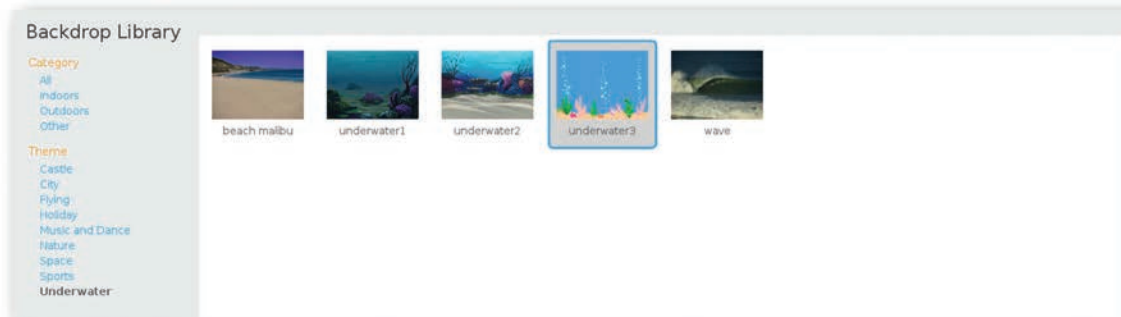 Backdrop Library
Category
All
Indoors
Outdoors
Other
Theme
Castle
City
Flying
Holiday
Music and Dance
Nature
Space
Sports
Underwater
beach malibu
underwater1
underwater2
underwater3
wave